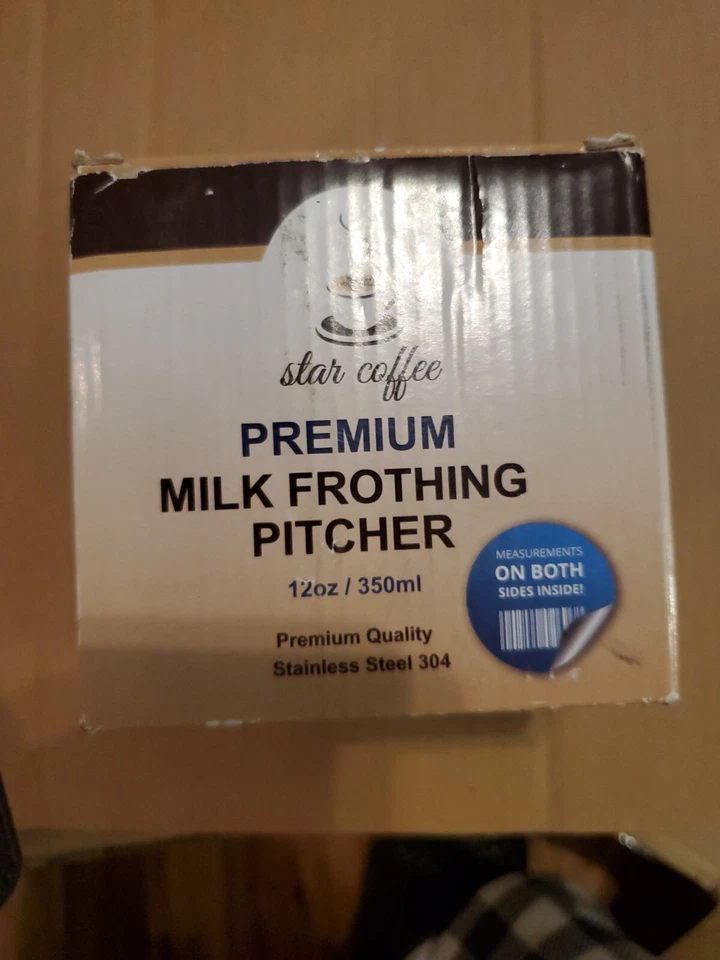 star coffee
PREMIUM
MILK FROTHING
PITCHER
12oz / 350ml
Premium Quality
Stainless Steel 304
MEASUREMENTS
ON BOTH
SIDES INSIDE!